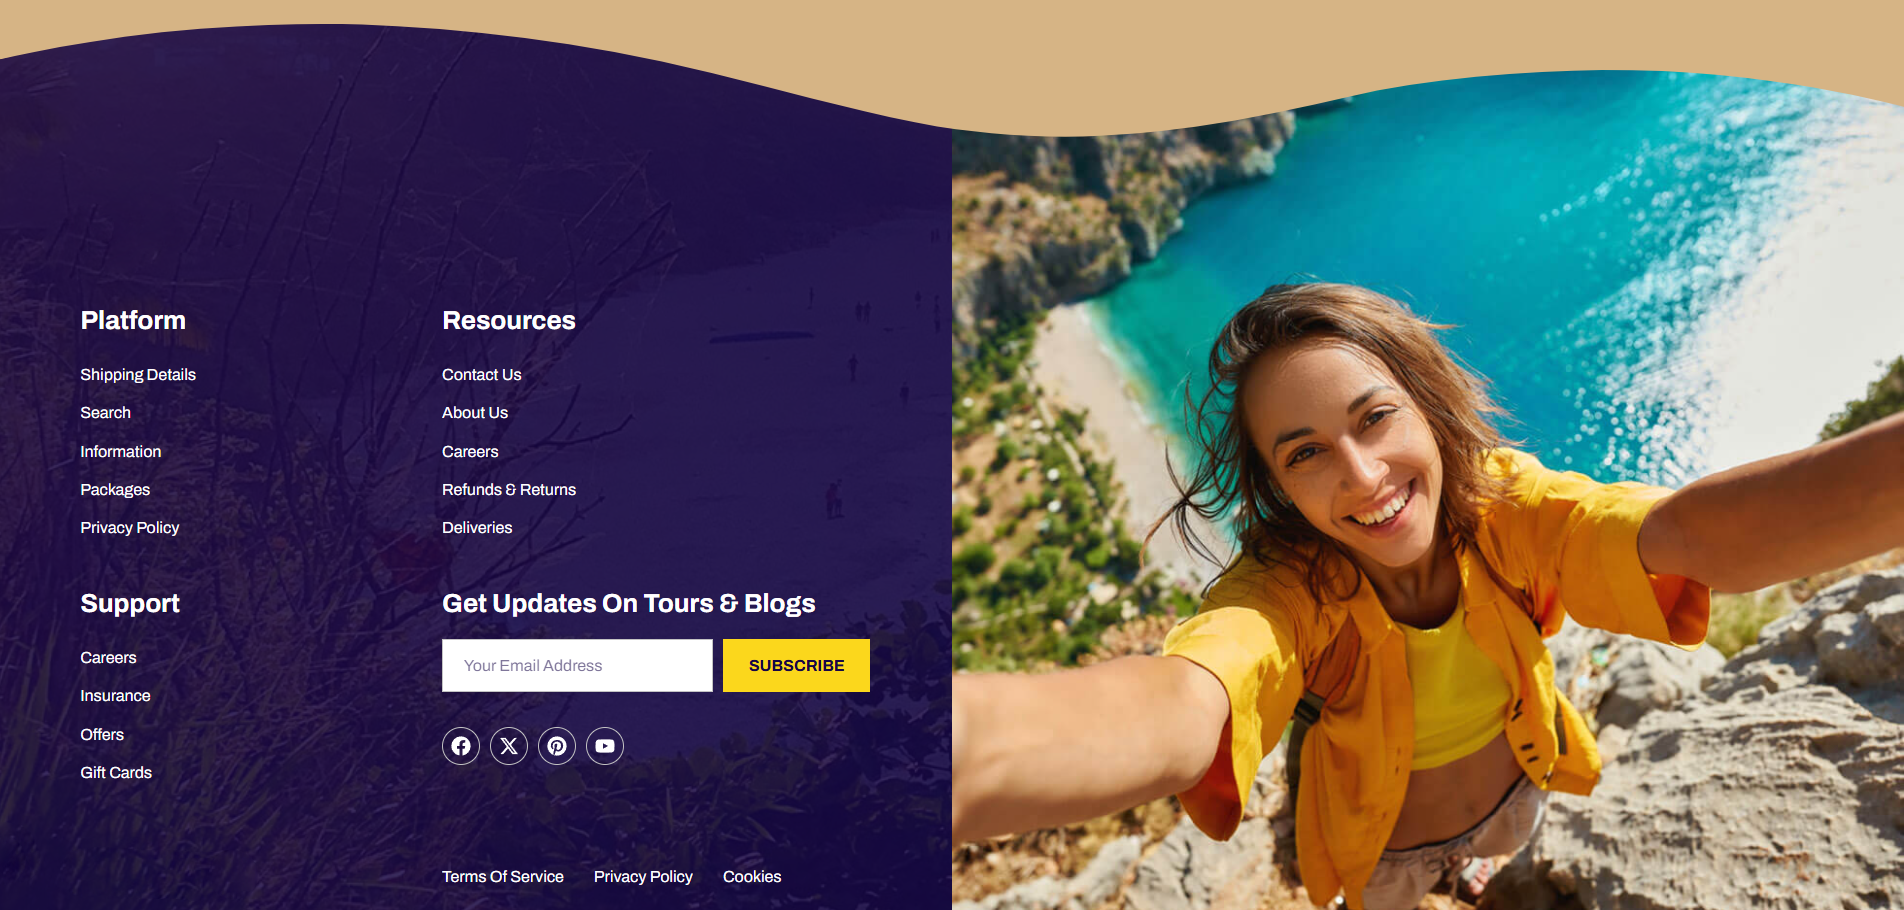 Platform
Shipping Details
Search
Information
Packages
Privacy Policy
Resources
Contact Us
About Us
Careers
Refunds & Returns
Deliveries
Support
Careers
Insurance
Offers
Gift Cards
Get Updates On Tours & Blogs
Your Email Address
SUBSCRIBE
Terms Of Service
Privacy Policy
Cookies